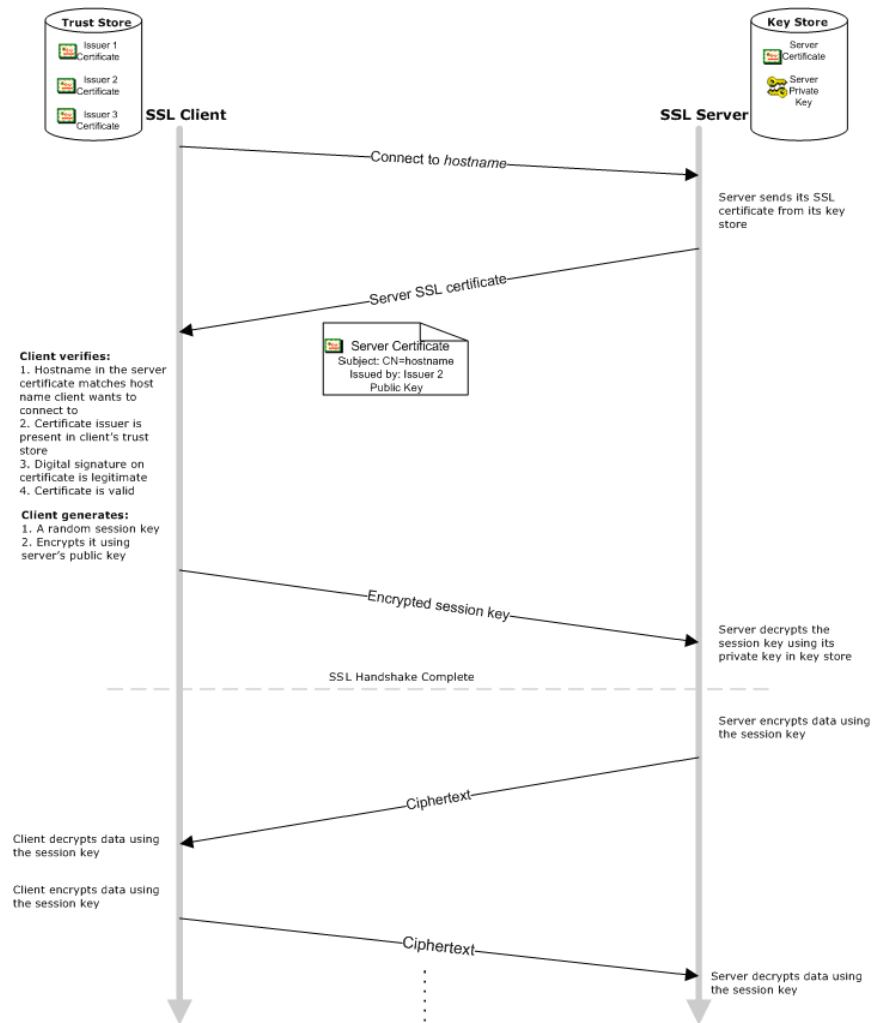 Trust Store
Issuer 1
Certificate
Issuer 2
Certificate
Issuer 3
Certificate
Key Store
Server
Certificate
Server
Private
Key
SSL Client
SSL Server
Connect to hostname
Server sends its SSL
certificate from its key
store
Server SSL certificate
Server Certificate
Subject: CN=hostname
Issued by: Issuer 2
Public Key
Client verifies:
1. Hostname in the server
certificate matches host
name client wants to
connect to
2. Certificate issuer is
present in client's trust
store
3. Digital signature on
certificate is legitimate
4. Certificate is valid
Client generates:
1. A random session key
2. Encrypts it using
server's public key
Encrypted session key
Server decrypts the
session key using its
private key in key store
SSL Handshake Complete
Server encrypts data using
the session key
Ciphertext
Client decrypts data using
the session key
Client encrypts data using
the session key
Ciphertext
Server decrypts data using
the session key